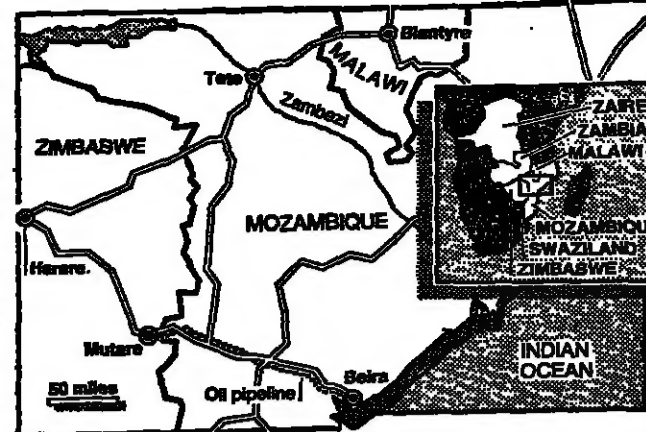 Blantyre
MALAWI
Tete
Zambezi
ZIMBABWE
MOZAMBIQUE
Harare
Mutare
50 miles
Oil pipeline
Beira
INDIAN
OCEAN
ZAIRE
ZAMBIA
MALAWI
MOZAMBIQU
SWAZILAND
ZIMBABWE